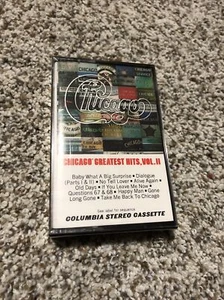 Chicago
CHICAGO GREATEST HITS, VOL. II
Baby What A Big Surprise • Dialogue
(Parts I & II) • No Tell Lover • Alive Again •
Old Days • If You Leave Me Now •
Questions 67 & 68 • Happy Man • Gone
Long Gone • Take Me Back To Chicago
COLUMBIA STEREO CASSETTE